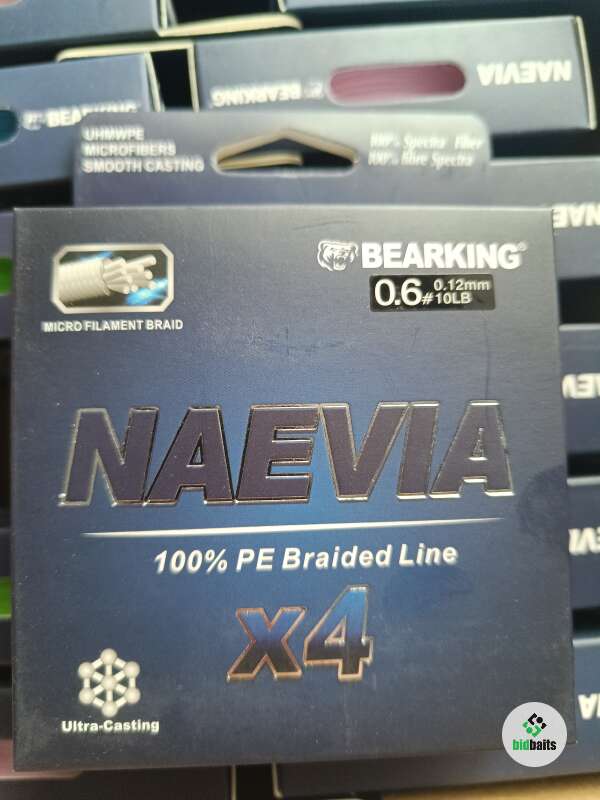 NAEVIA
BEARKING
UHMWPE
MICROFIBERS
SMOOTH CASTING
100% Spectra Fiber
100% fibre Spectra
BEARKING®
0.6# 0.12mm
10LB
MICRO FILAMENT BRAID
NAEVIA
100% PE Braided Line
x4
Ultra-Casting
bidbaits